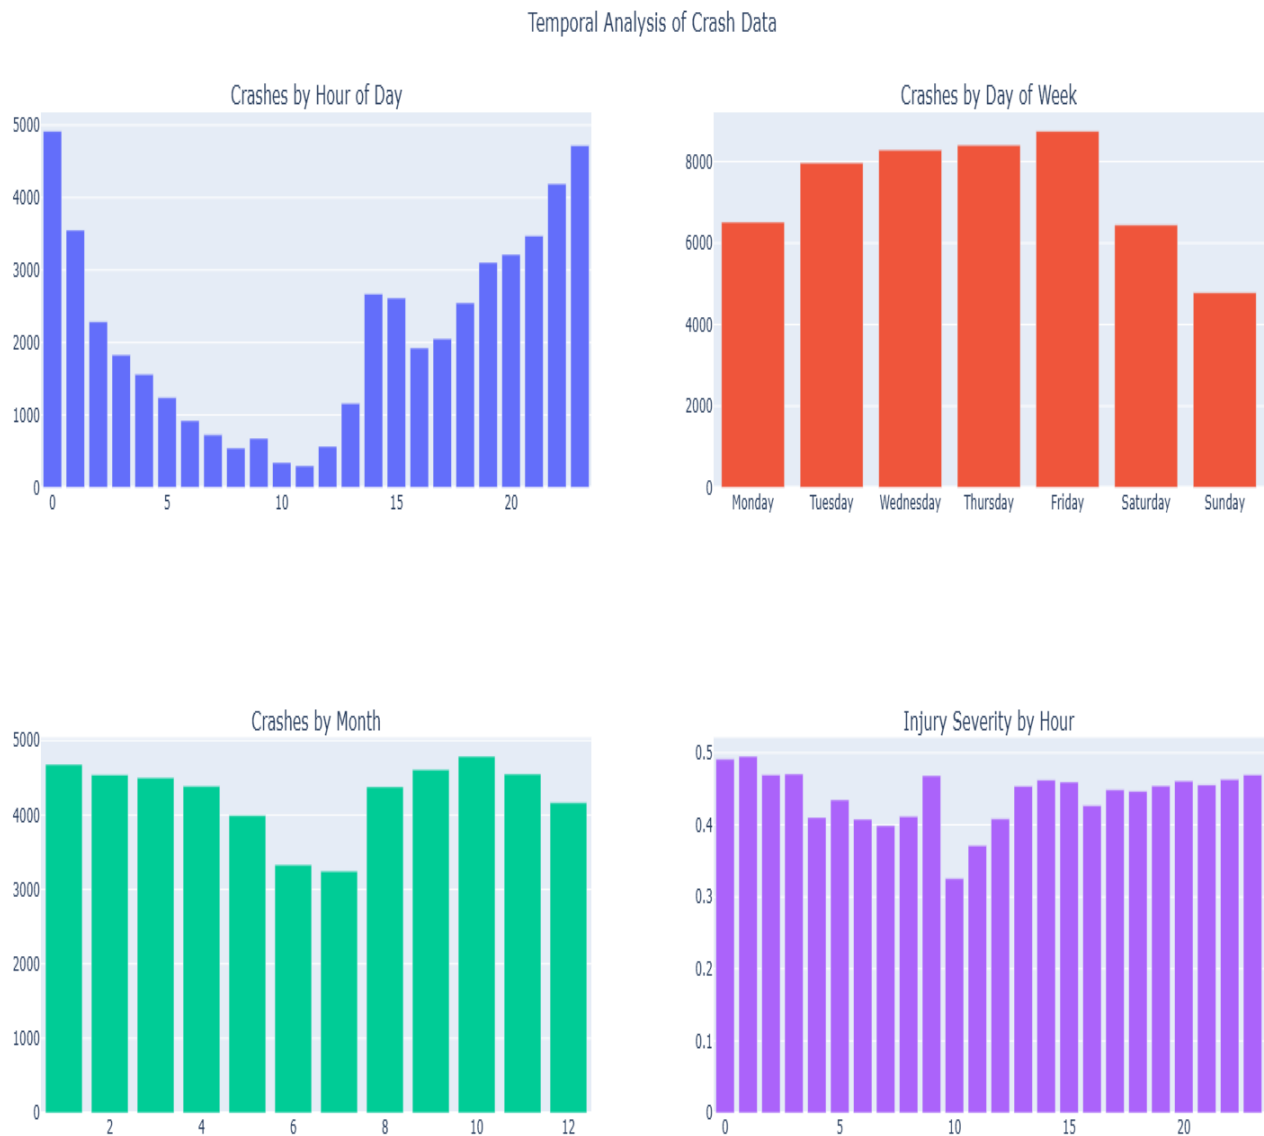 Temporal Analysis of Crash Data
Crashes by Hour of Day
5000
4000
3000
2000
1000
0
0 5 10 15 20
Crashes by Day of Week
8000
6000
4000
2000
0
Monday Tuesday Wednesday Thursday Friday Saturday Sunday
Crashes by Month
5000
4000
3000
2000
1000
0
2 4 6 8 10 12
Injury Severity by Hour
0.5
0.4
0.3
0.2
0.1
0
0 5 10 15 20